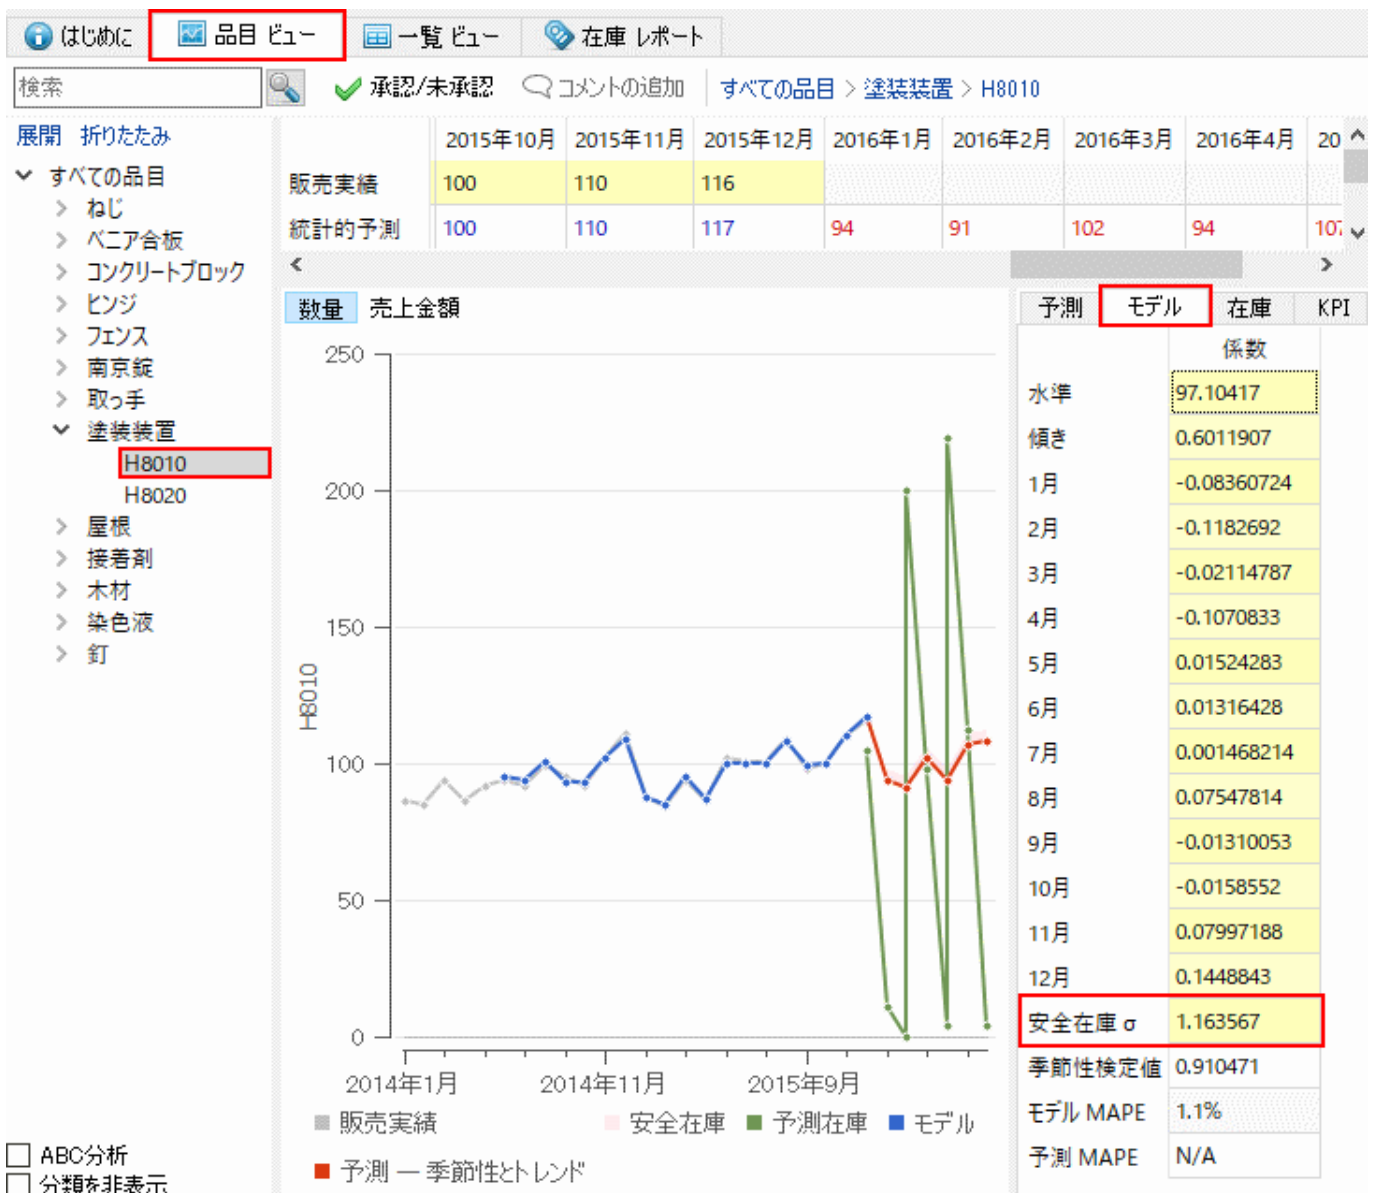 はじめに 品目 ビュー 一覧 ビュー 在庫 レポート
検索 承認/未承認 コメントの追加 すべての品目 > 塗装装置 > H8010
展開 折りたたみ
すべての品目
ねじ
ベニア合板
コンクリートブロック
ヒンジ
フェンス
南京錠
取っ手
塗装装置
H8010
H8020
屋根
接着剤
木材
染色液
釘
ABC分析
分類を非表示
2015年10月 2015年11月 2015年12月 2016年1月 2016年2月 2016年3月 2016年4月 20
販売実績 100 110 116
統計的予測 100 110 117 94 91 102 94 107
数量 売上金額
250
200
150
100
50
0
H8010
2014年1月 2014年11月 2015年9月
販売実績 安全在庫 予測在庫 モデル
予測 — 季節性とトレンド
予測 モデル 在庫 KPI
係数
水準 97.10417
傾き 0.6011907
1月 -0.08360724
2月 -0.1182692
3月 -0.02114787
4月 -0.1070833
5月 0.01524283
6月 0.01316428
7月 0.001468214
8月 0.07547814
9月 -0.01310053
10月 -0.0158552
11月 0.07997188
12月 0.1448843
安全在庫 σ 1.163567
季節性検定値 0.910471
モデル MAPE 1.1%
予測 MAPE N/A